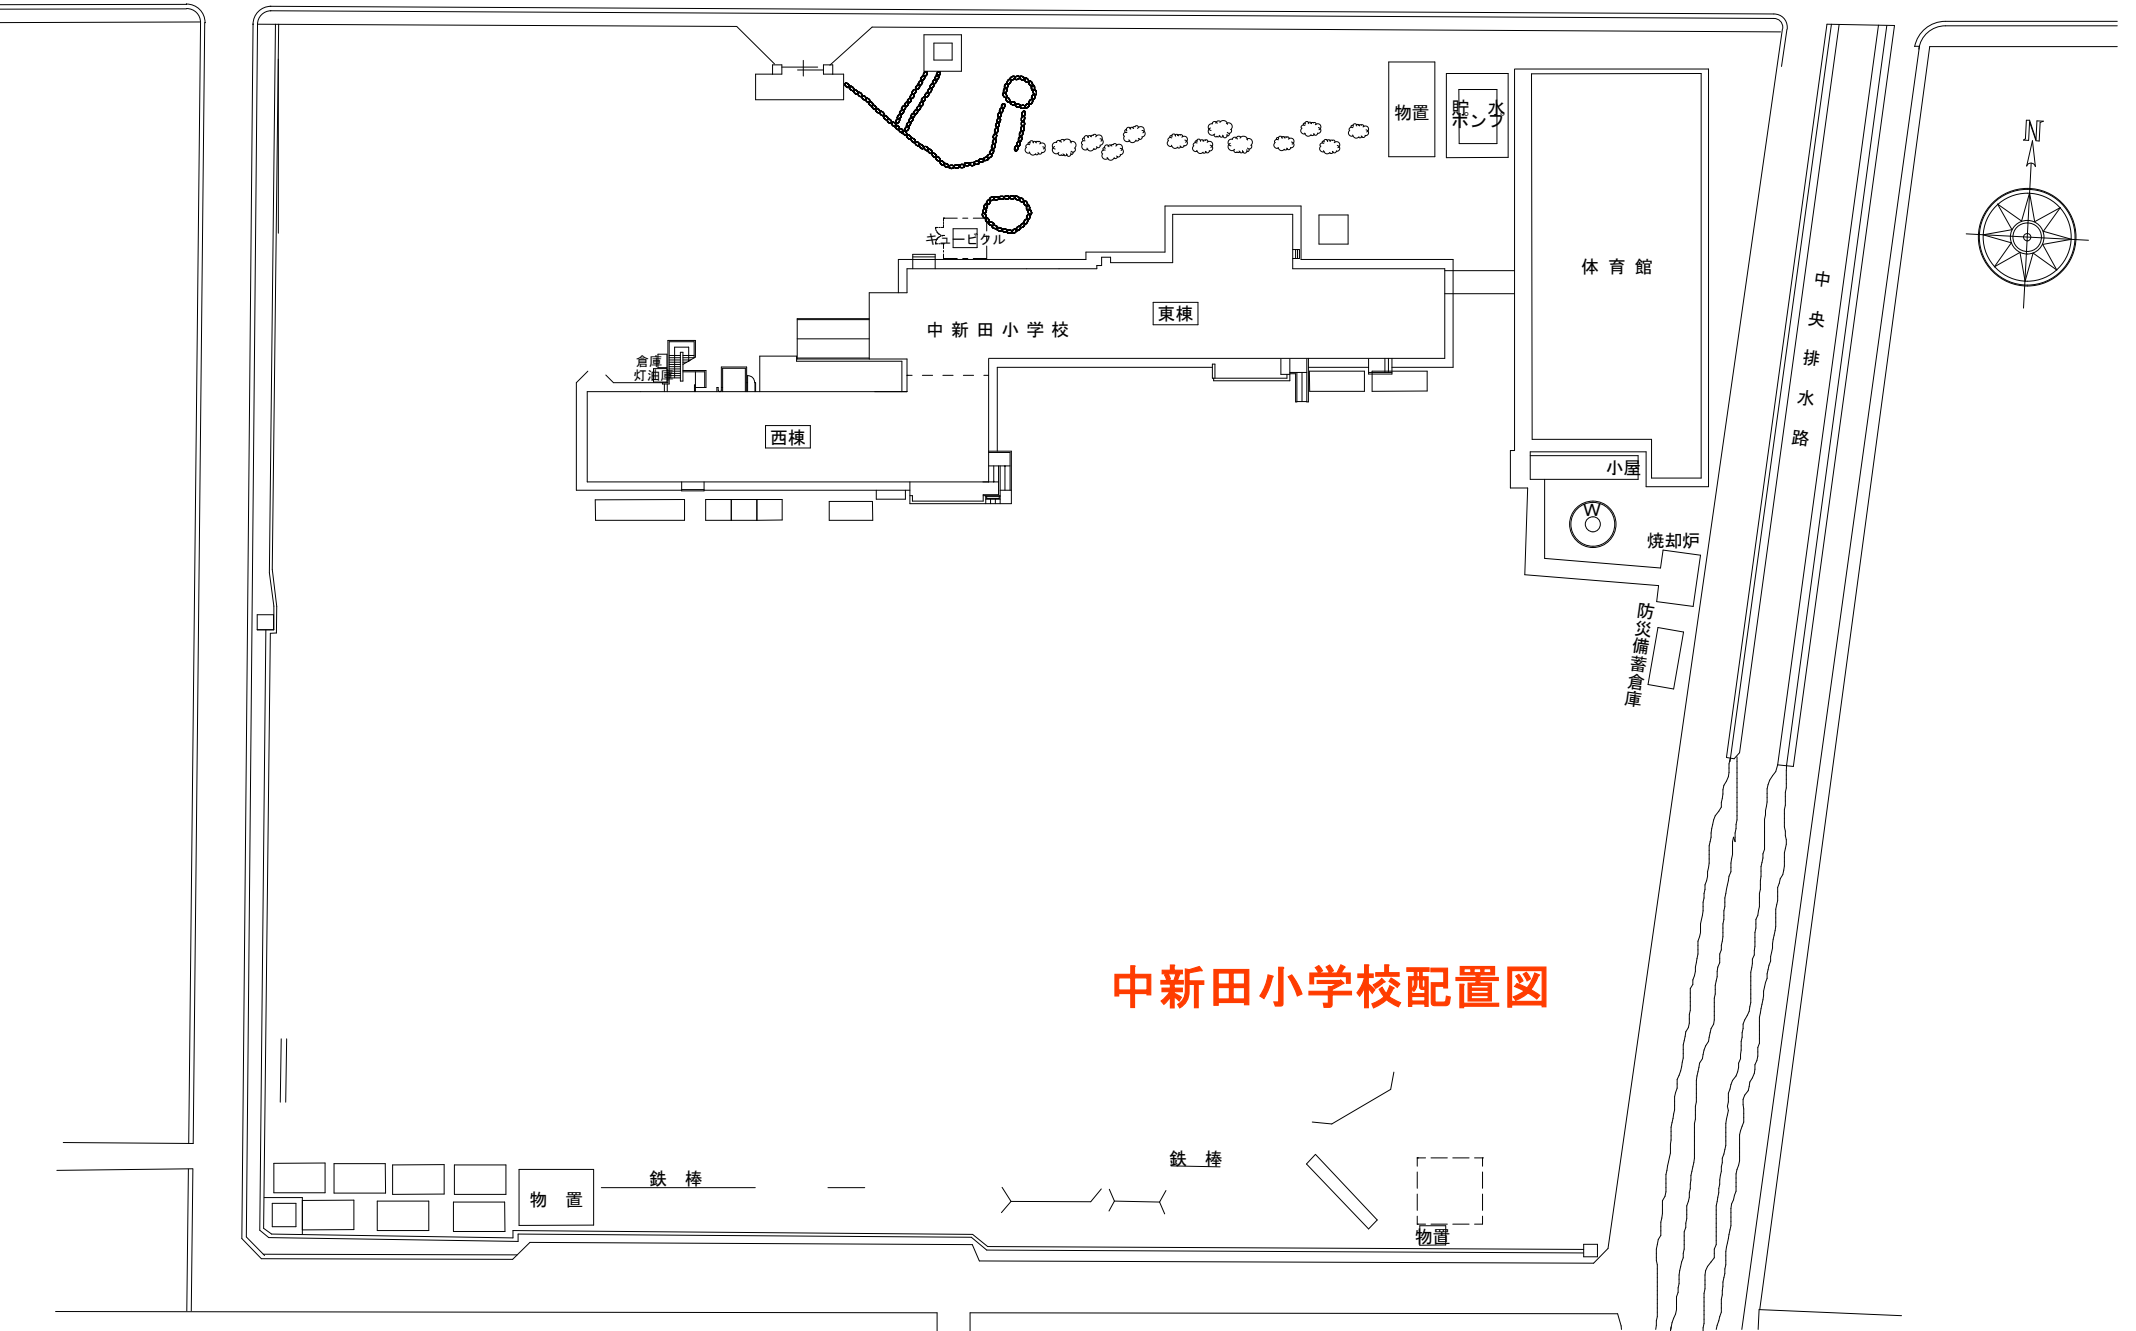 物置
貯　水
ポンプ
N
キュービクル
体育館
中央排水路
東棟
中新田小学校
倉庫
灯油庫
西棟
小屋
W
焼却炉
防災備蓄倉庫
中新田小学校配置図
鉄　棒
鉄　棒
物　置
物置